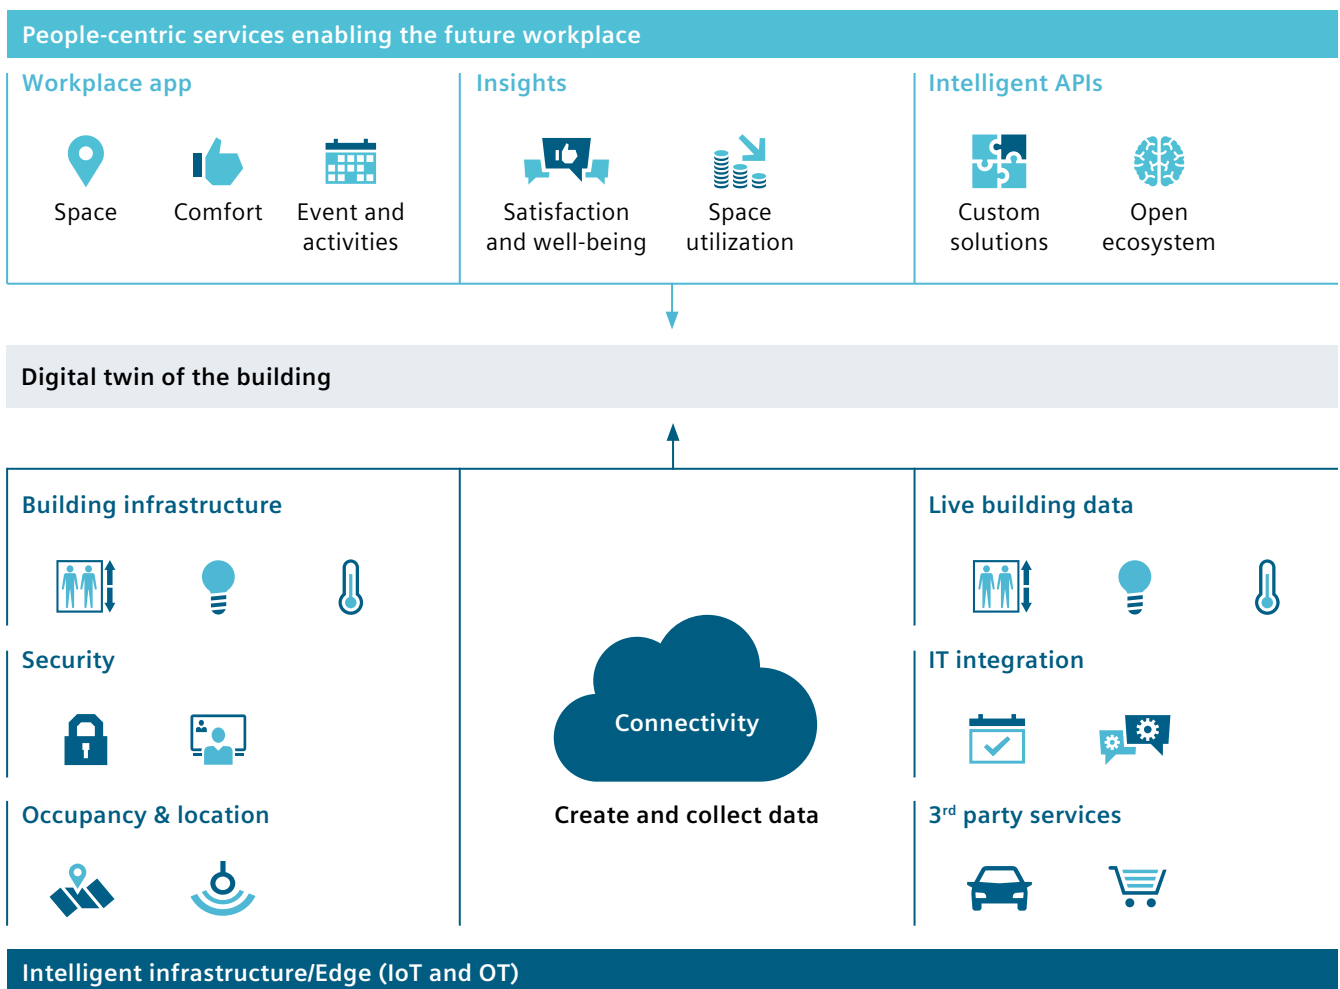 People-centric services enabling the future workplace
Workplace app
Space
Comfort
Event and
activities
Insights
Satisfaction
and well-being
Space
utilization
Intelligent APIs
Custom
solutions
Open
ecosystem
Digital twin of the building
Building infrastructure
Security
Occupancy & location
Connectivity
Create and collect data
Live building data
IT integration
3rd party services
Intelligent infrastructure/Edge (IoT and OT)